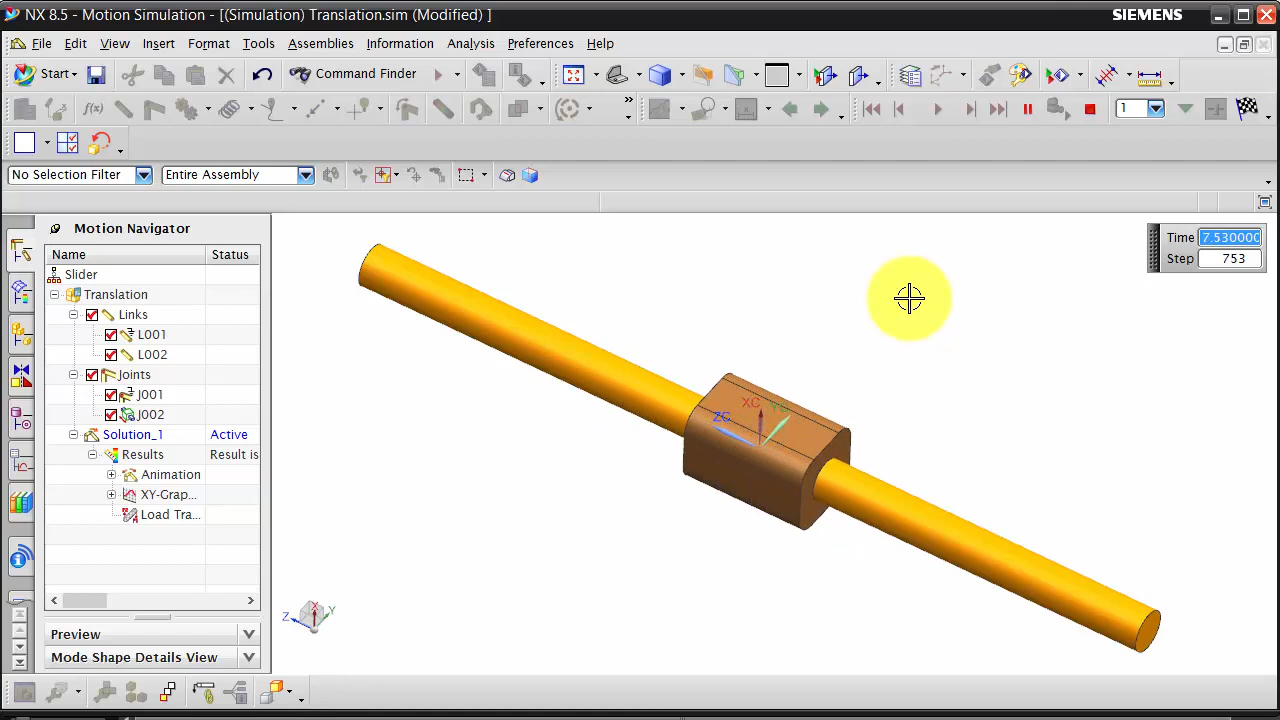 NX 8.5 - Motion Simulation - [(Simulation) Translation.sim (Modified) ]
SIEMENS
File Edit View Insert Format Tools Assemblies Information Analysis Preferences Help
Start Command Finder
f(x) » 1
No Selection Filter Entire Assembly
Motion Navigator
Time 7.530000
Step 753
Name Status
Slider
Translation
Links
L001
L002
Joints
J001
J002
Solution_1 Active
Results Result is
Animation
XY-Grap...
Load Tra...
XC
YC
ZC
X
Y
Z
Preview
Mode Shape Details View